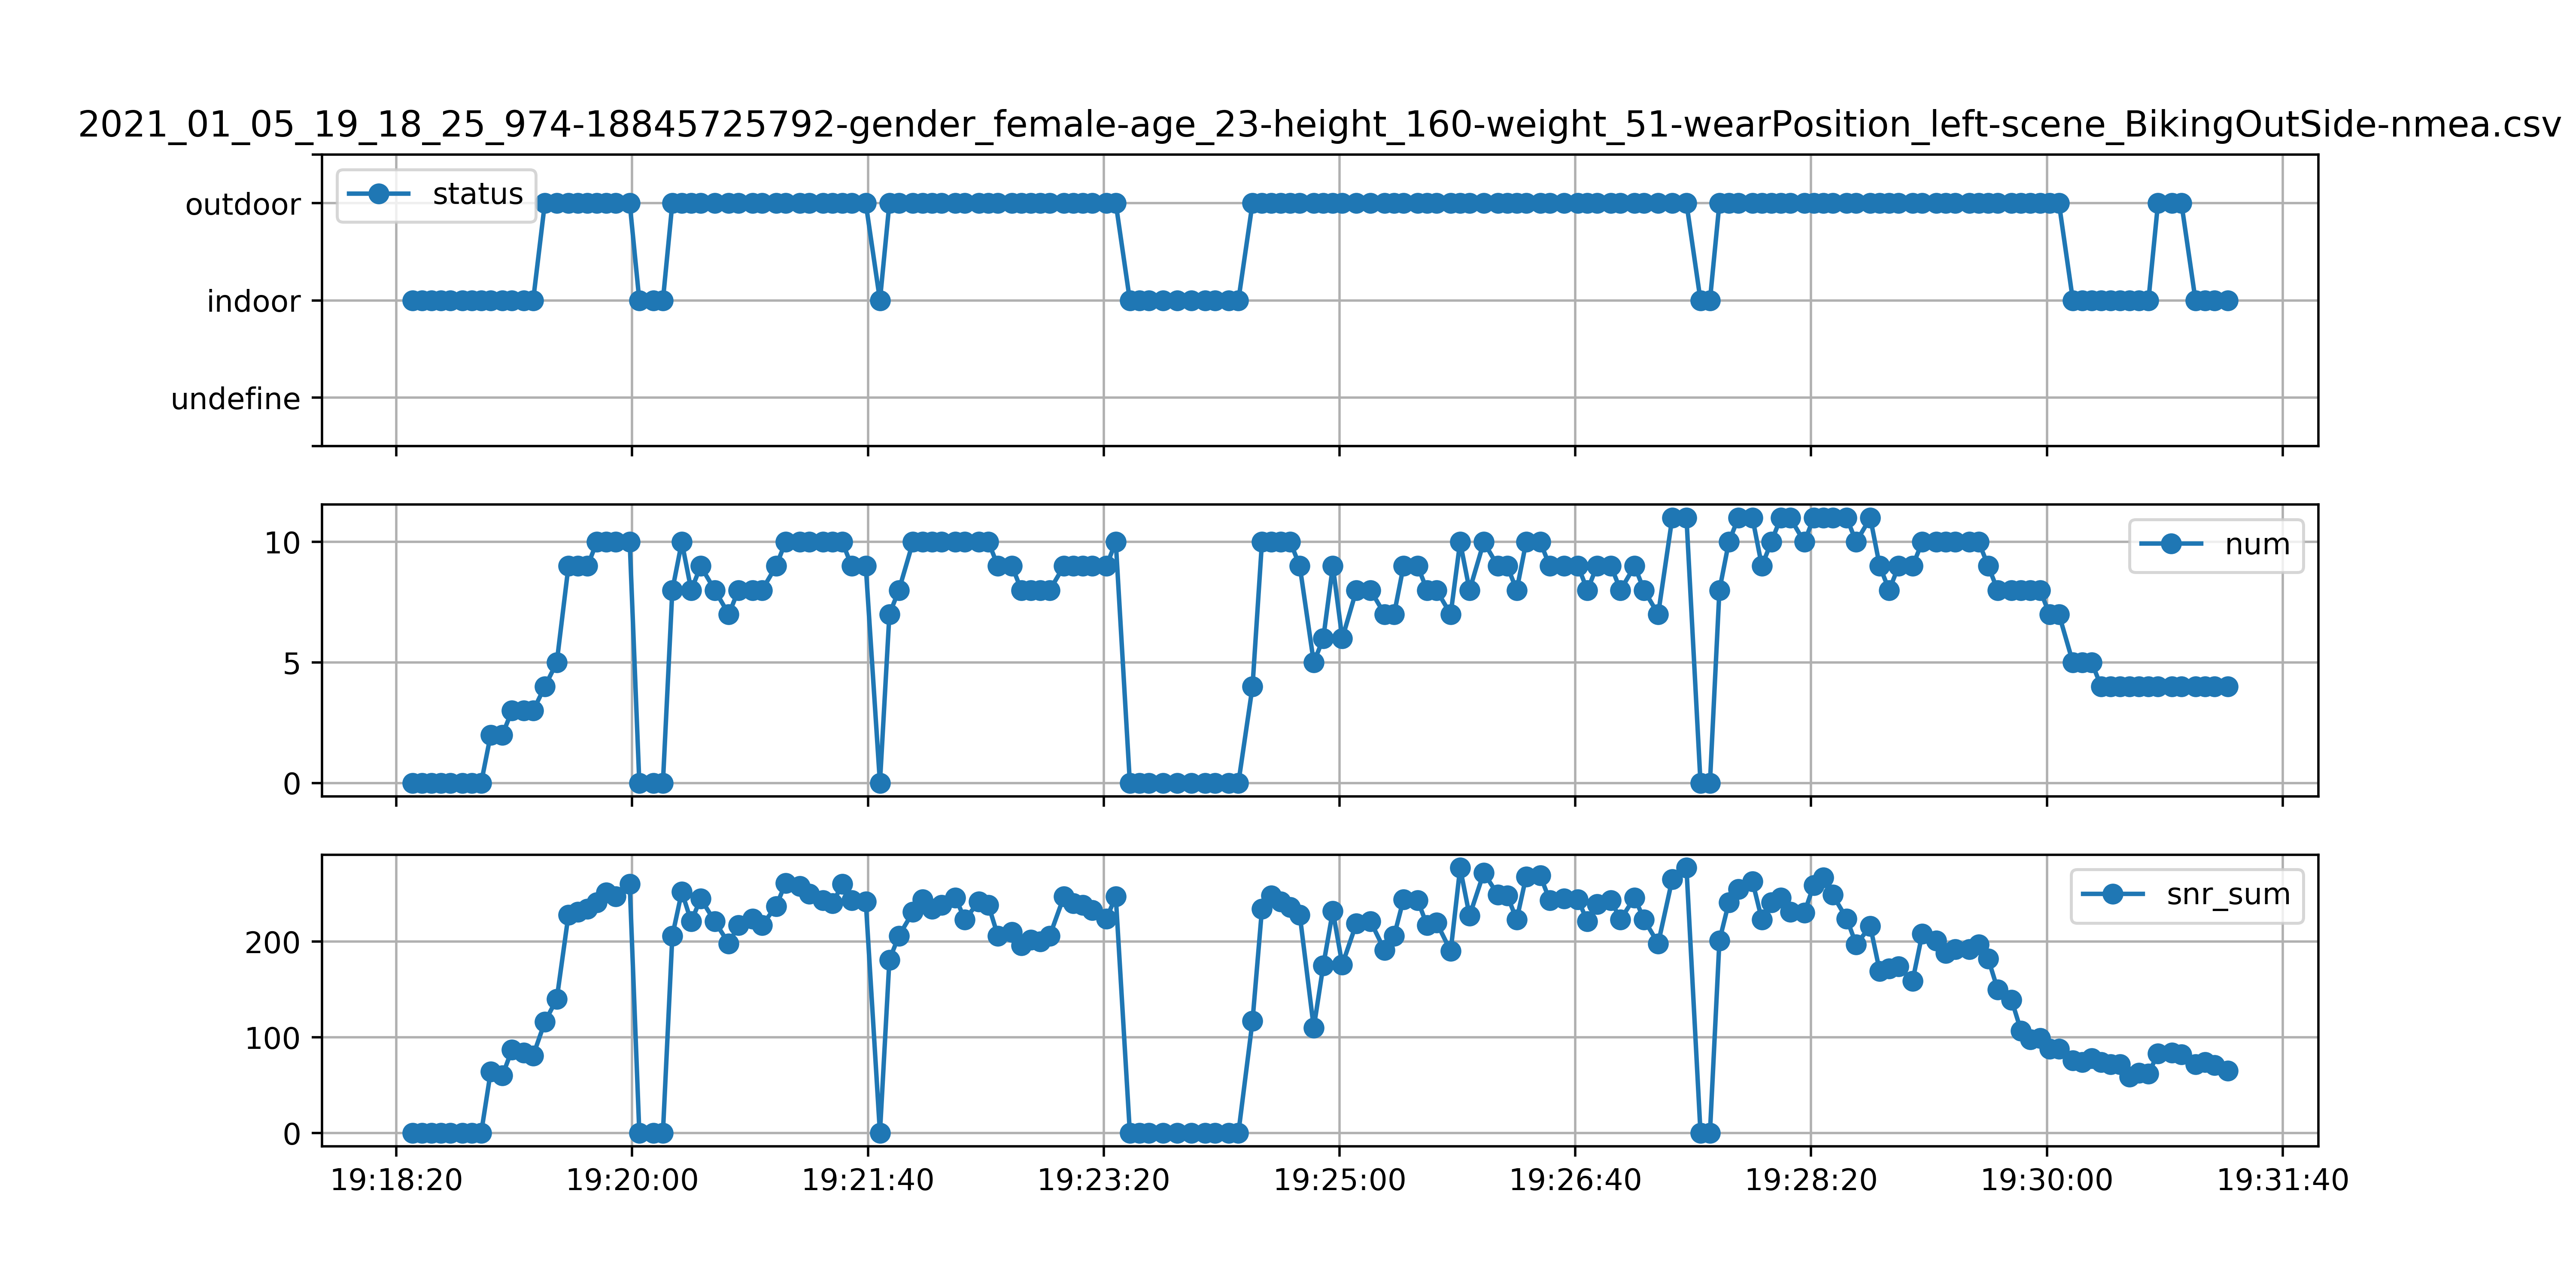 2021_01_05_19_18_25_974-18845725792-gender_female-age_23-height_160-weight_51-wearPosition_left-scene_BikingOutSide-nmea.csv
status
outdoor
indoor
undefine
num
10
5
0
snr_sum
200
100
0
19:18:20 19:20:00 19:21:40 19:23:20 19:25:00 19:26:40 19:28:20 19:30:00 19:31:40